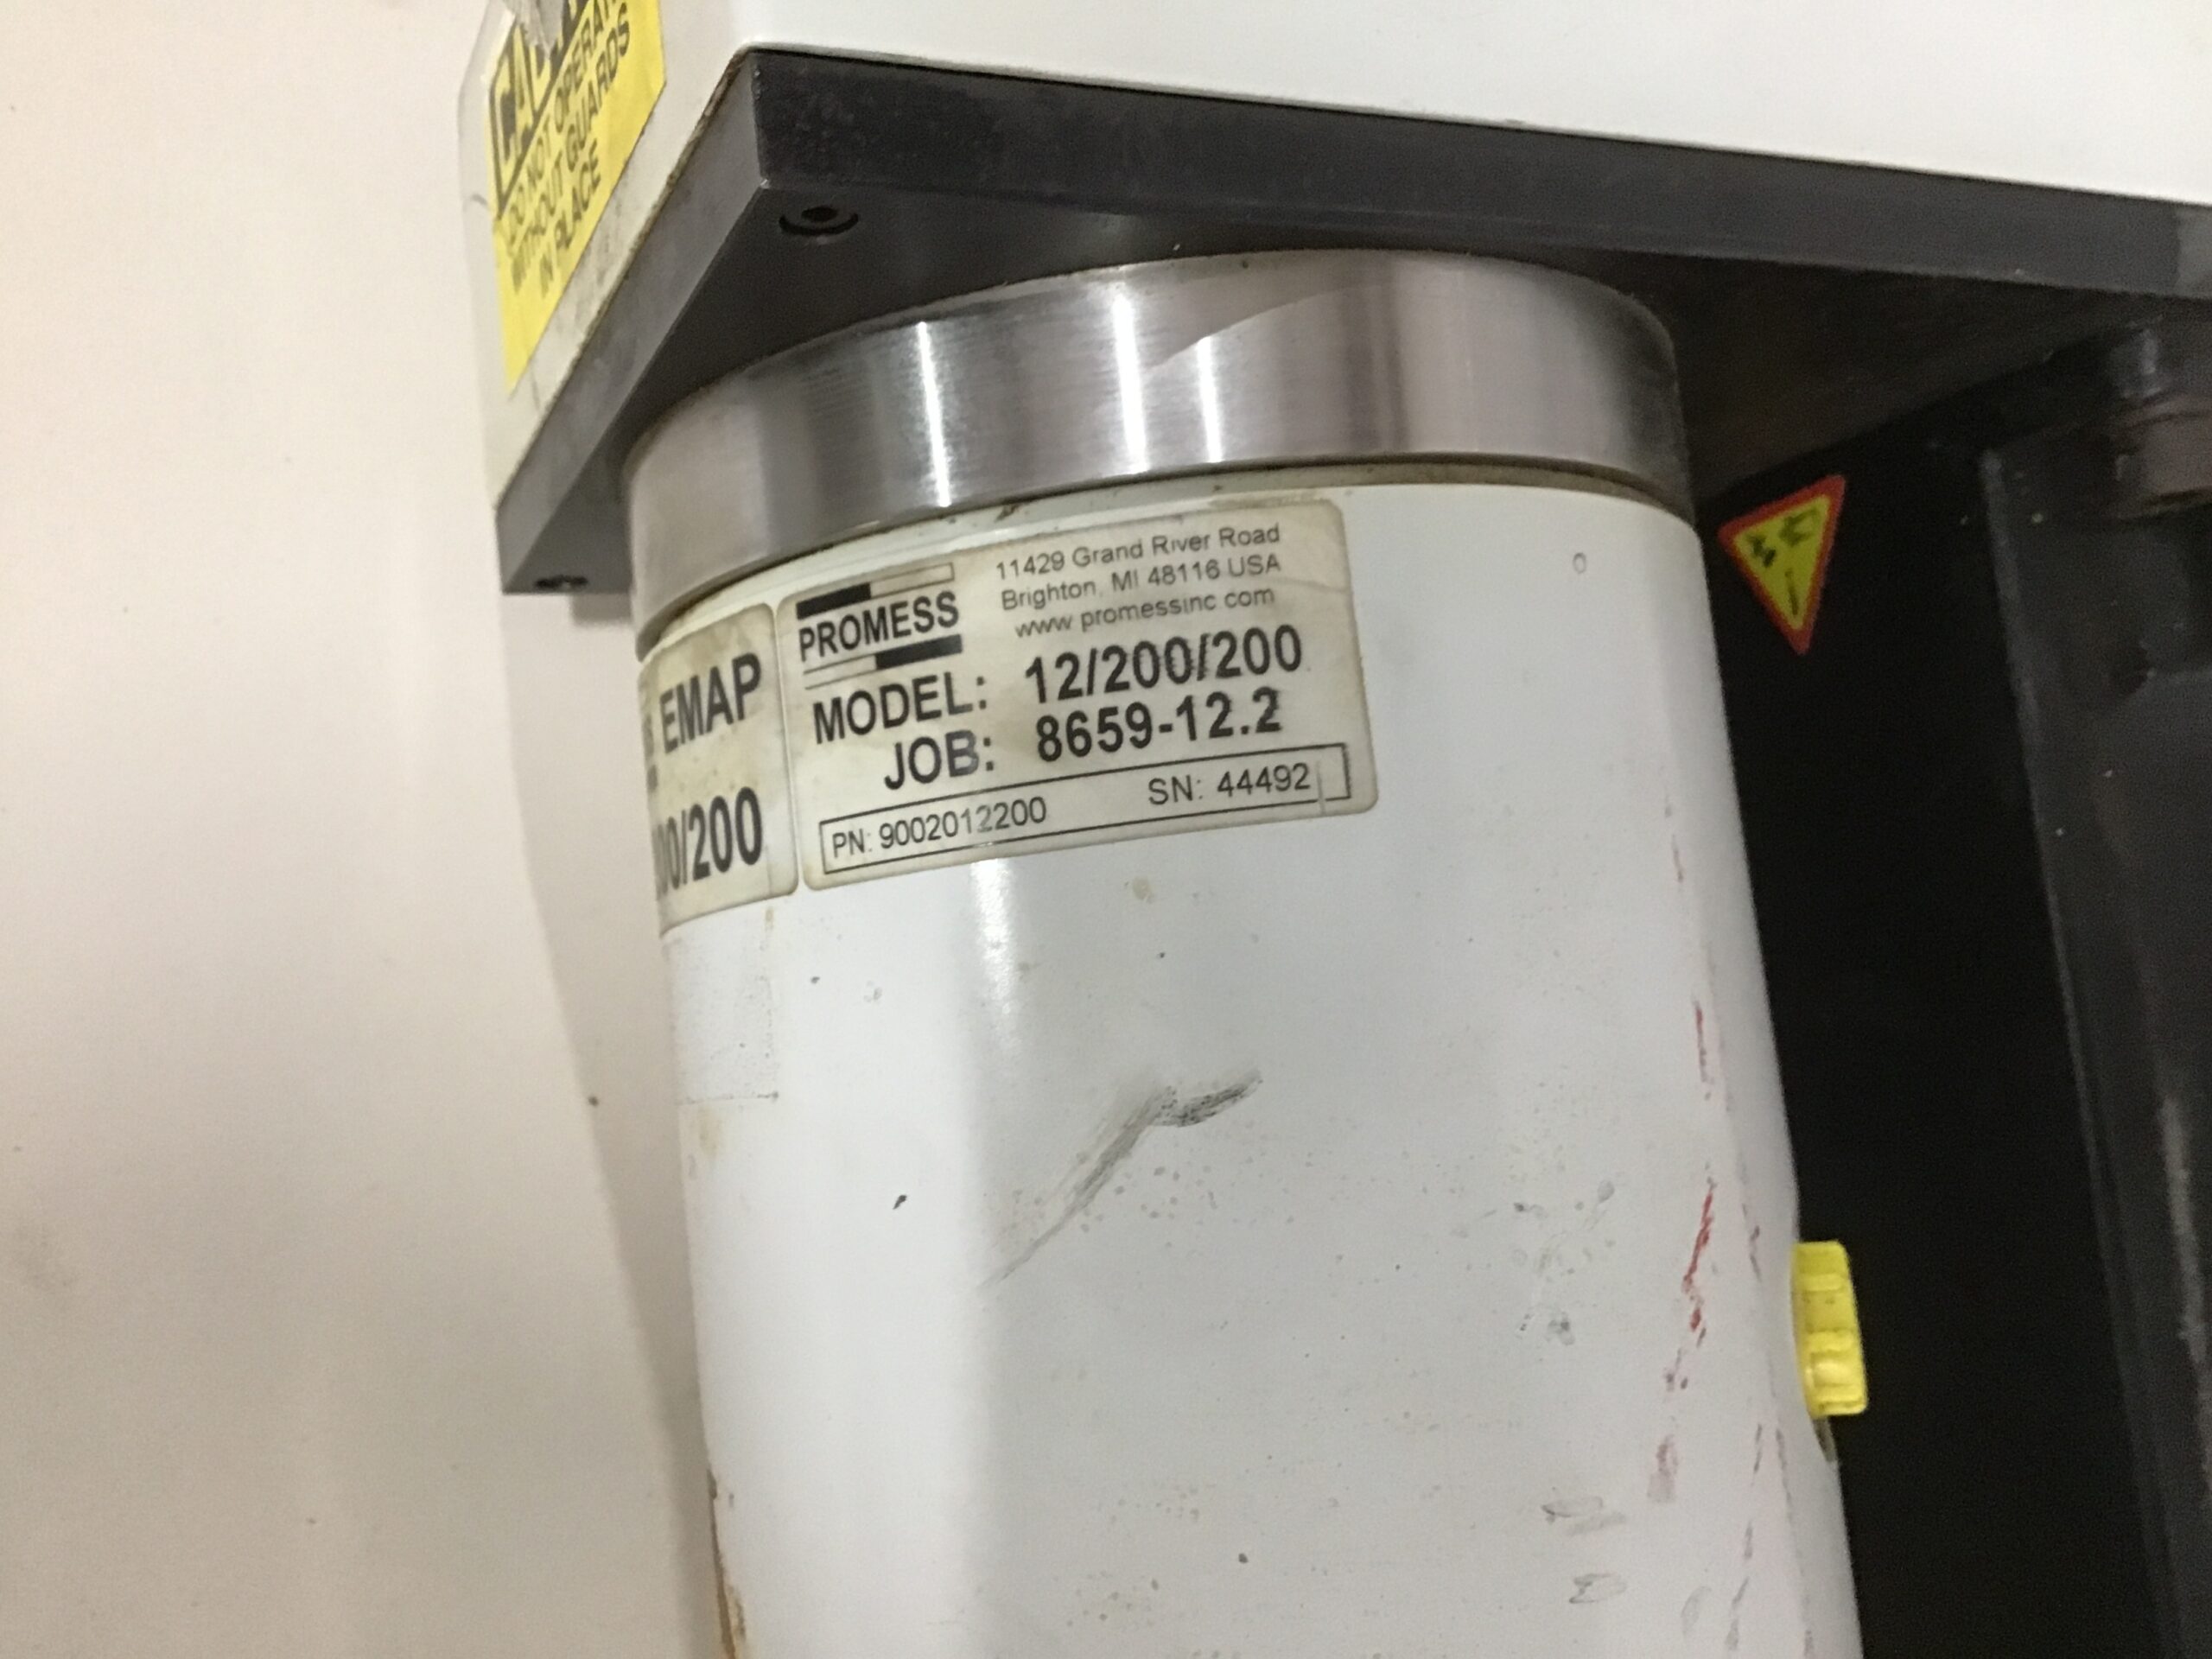 DO NOT OPERATE
WITHOUT GUARDS
IN PLACE
EMAP
/200
PROMESS
11429 Grand River Road
Brighton, MI 48116 USA
www.promessinc.com
MODEL: 12/200/200
JOB: 8659-12.2
PN: 9002012200 SN: 44492